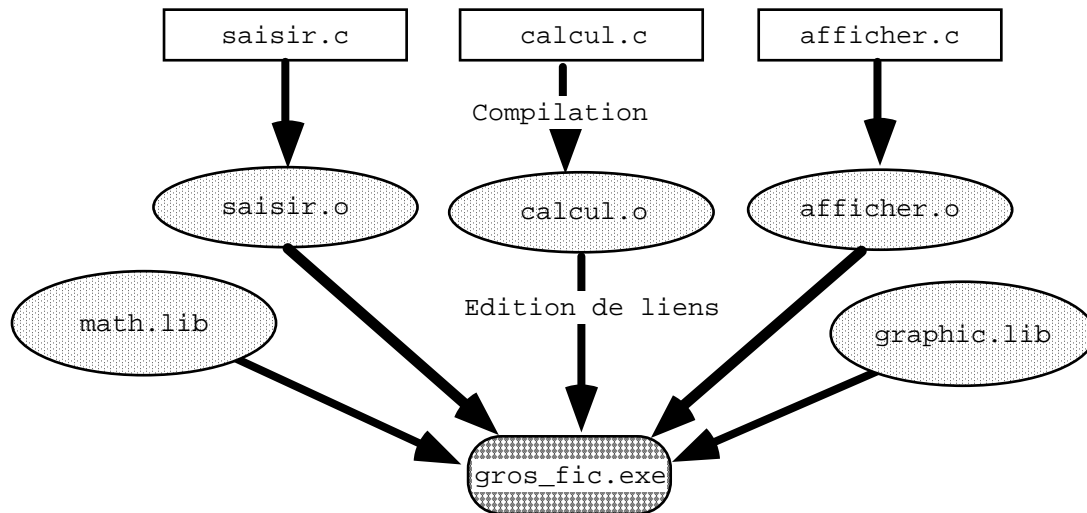 saisir.c
calcul.c
afficher.c
Compilation
saisir.o
calcul.o
afficher.o
math.lib
Edition de liens
graphic.lib
gros_fic.exe